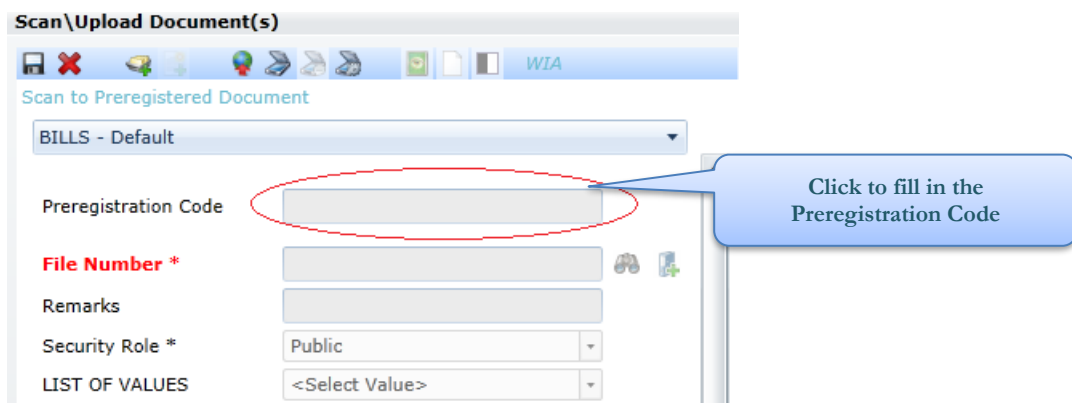 Scan\Upload Document(s)
WIA
Scan to Preregistered Document
BILLS - Default
Click to fill in the
Preregistration Code
Preregistration Code
File Number *
Remarks
Security Role * Public
LIST OF VALUES <Select Value>